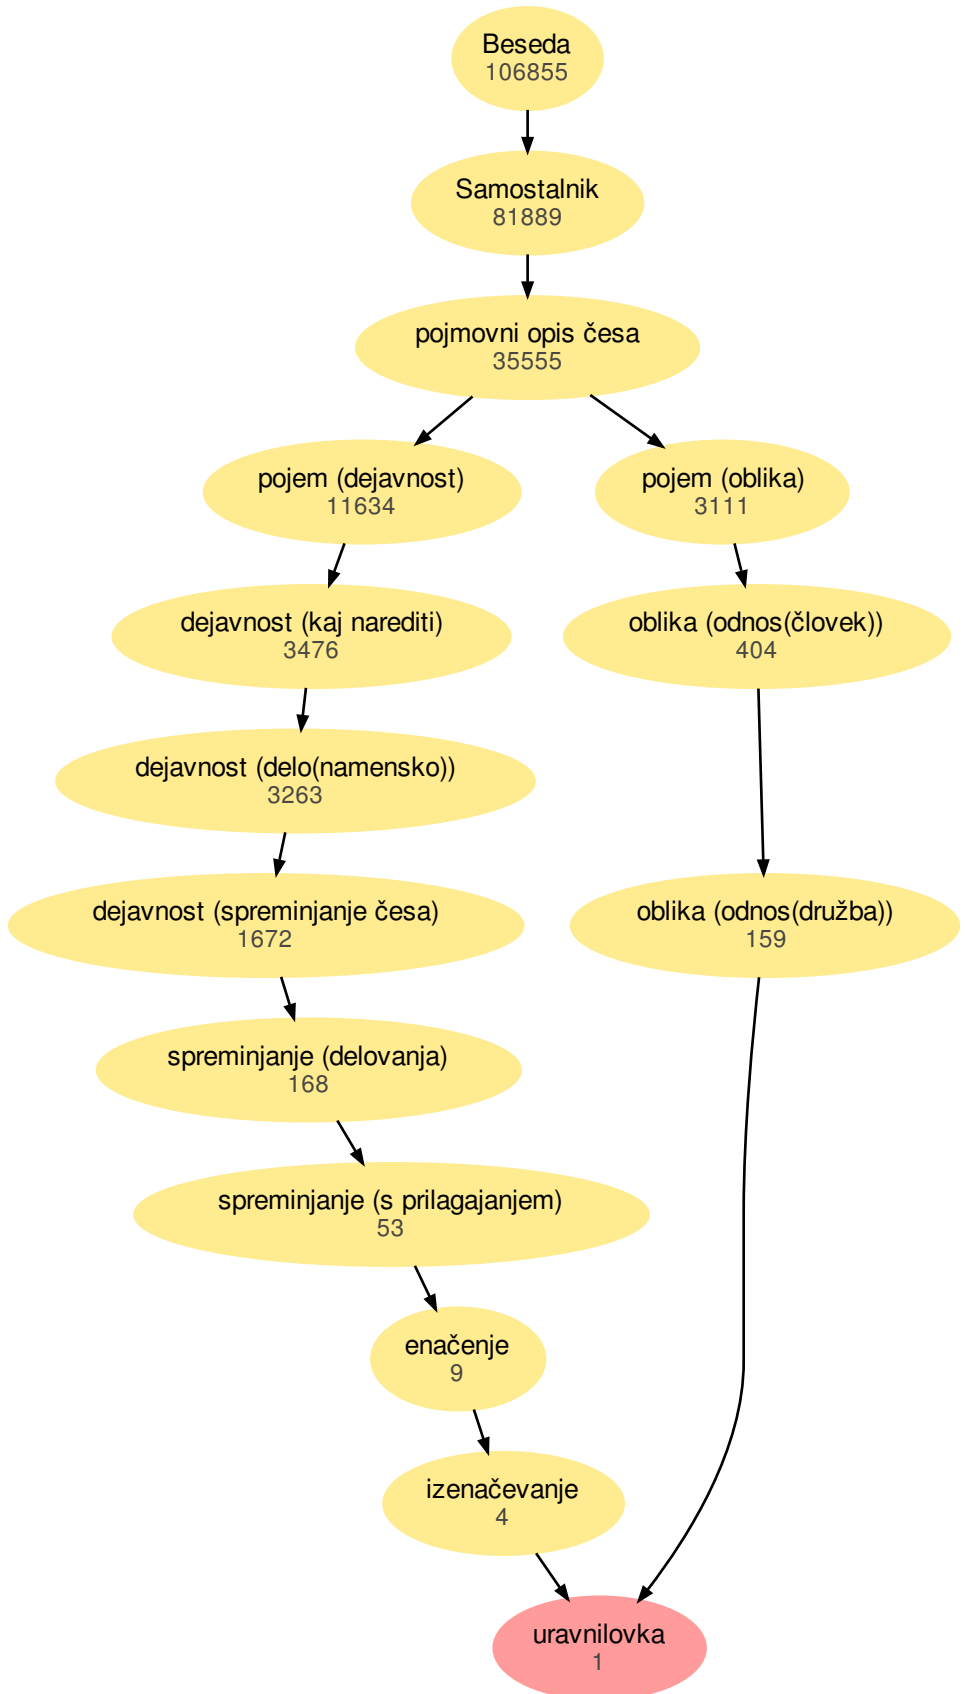 Beseda
106855
Samostalnik
81889
pojmovni opis česa
35555
pojem (dejavnost)
11634
pojem (oblika)
3111
dejavnost (kaj narediti)
3476
oblika (odnos(človek))
404
dejavnost (delo(namensko))
3263
dejavnost (spreminjanje česa)
1672
oblika (odnos(družba))
159
spreminjanje (delovanja)
168
spreminjanje (s prilagajanjem)
53
enačenje
9
izenačevanje
4
uravnilovka
1